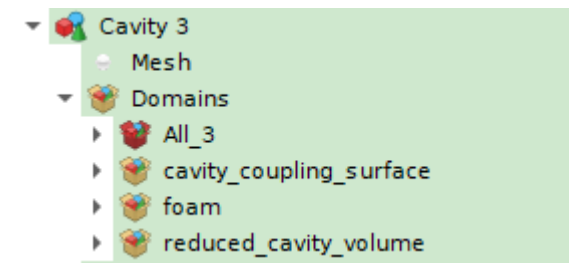 Cavity 3
Mesh
Domains
All_3
cavity_coupling_surface
foam
reduced_cavity_volume